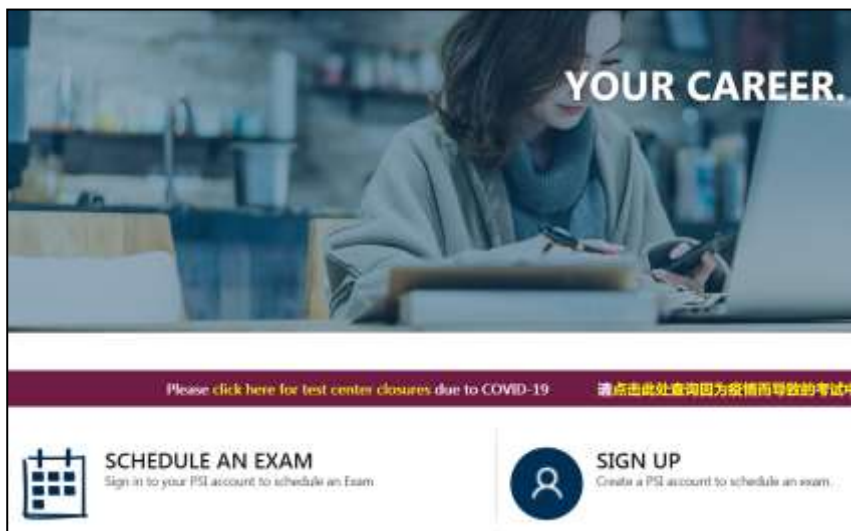 YOUR CAREER.
Please click here for test center closures due to COVID-19
请点击此处查询因为疫情而导致的考试中
SCHEDULE AN EXAM
Sign in to your PSI account to schedule an Exam
SIGN UP
Create a PSI account to schedule an exam.